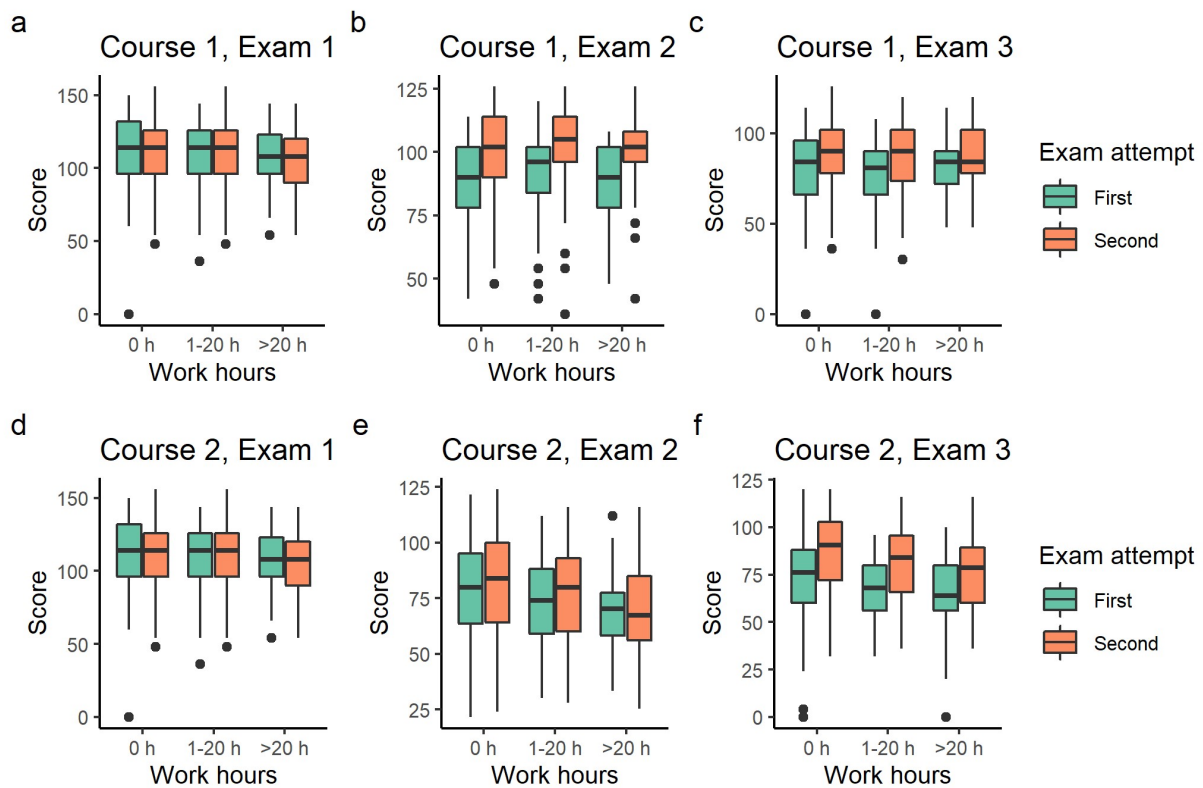 a
Course 1, Exam 1
150
100
50
0
Score
0 h 1-20 h >20 h
Work hours
b
Course 1, Exam 2
125
100
75
50
Score
0 h 1-20 h >20 h
Work hours
c
Course 1, Exam 3
100
50
0
Score
0 h 1-20 h >20 h
Work hours
Exam attempt
First
Second
d
Course 2, Exam 1
150
100
50
0
Score
0 h 1-20 h >20 h
Work hours
e
Course 2, Exam 2
125
100
75
50
25
Score
0 h 1-20 h >20 h
Work hours
f
Course 2, Exam 3
125
100
75
50
25
0
Score
0 h 1-20 h >20 h
Work hours
Exam attempt
First
Second